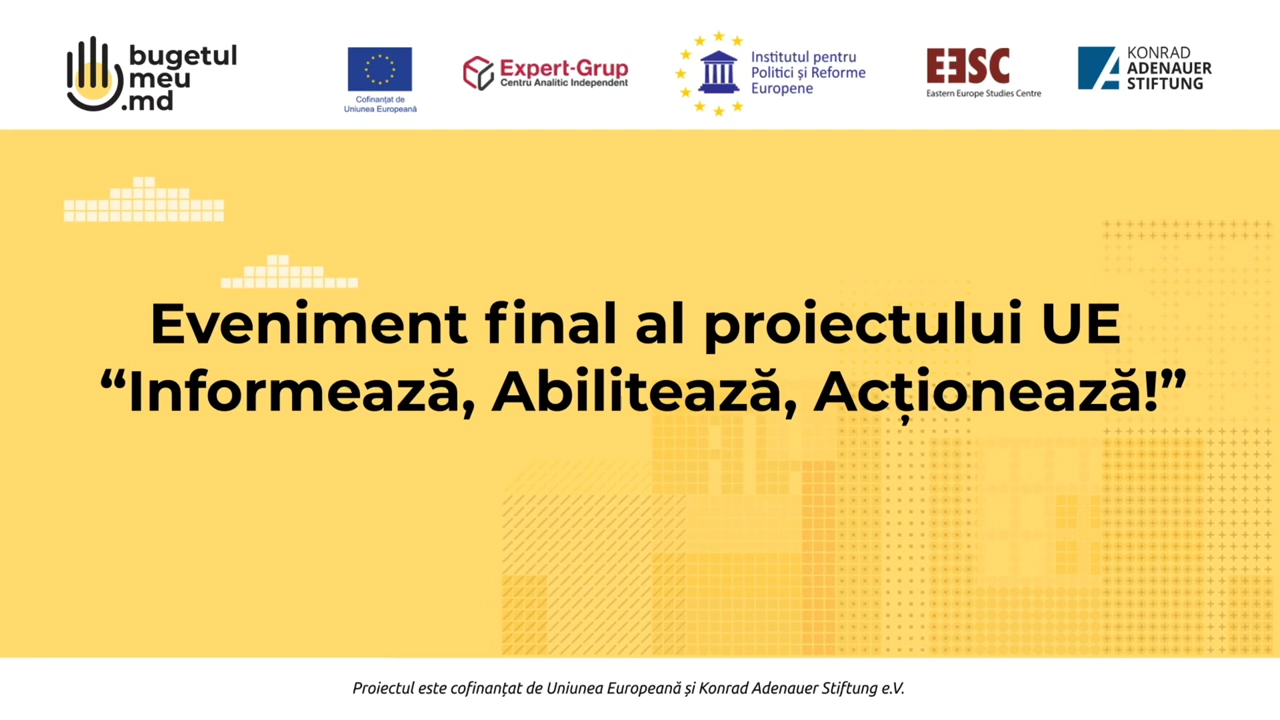 bugetul
meu
.md
Cofinanțat de
Uniunea Europeană
Expert-Grup
Centru Analitic Independent
Institutul pentru
Politici și Reforme
Europene
EESC
Eastern Europe Studies Centre
KONRAD
ADENAUER
STIFTUNG
Eveniment final al proiectului UE
“Informează, Abilitează, Acționează!”
Proiectul este cofinanțat de Uniunea Europeană și Konrad Adenauer Stiftung e.V.